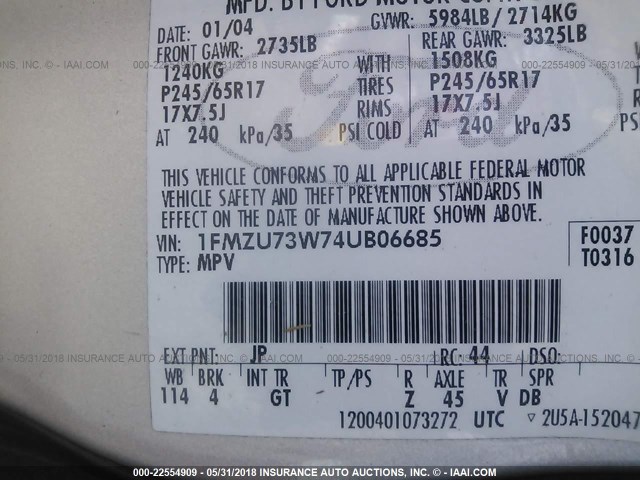 MFD. BY FORD MOTOR
DATE: 01/04 GVWR: 5984LB/ 2714KG
FRONT GAWR: 2735LB REAR GAWR: 3325LB
1240KG WITH 1508KG
P245/65R17 TIRES P245/65R17
17X7.5J RIMS 17X7.5J
AT 240 kPa/35 PSI COLD AT 240 kPa/35 PS
Ford
THIS VEHICLE CONFORMS TO ALL APPLICABLE FEDERAL MOTOR
VEHICLE SAFETY AND THEFT PREVENTION STANDARDS IN
EFFECT ON THE DATE OF MANUFACTURE SHOWN ABOVE.
VIN: 1FMZU73W74UB06685 F0037
TYPE: MPV T0316
EXT PNT: JP RC: 44 DSO:
WB BRK INT TR TP/PS R AXLE TR SPR
114 4 GT Z 45 V DB
1200401073272 UTC ▽ 2U5A-152047
000-22554909 - 05/31/2018 INSURANCE AUTO AUCTIONS, INC. - © IAAI.COM